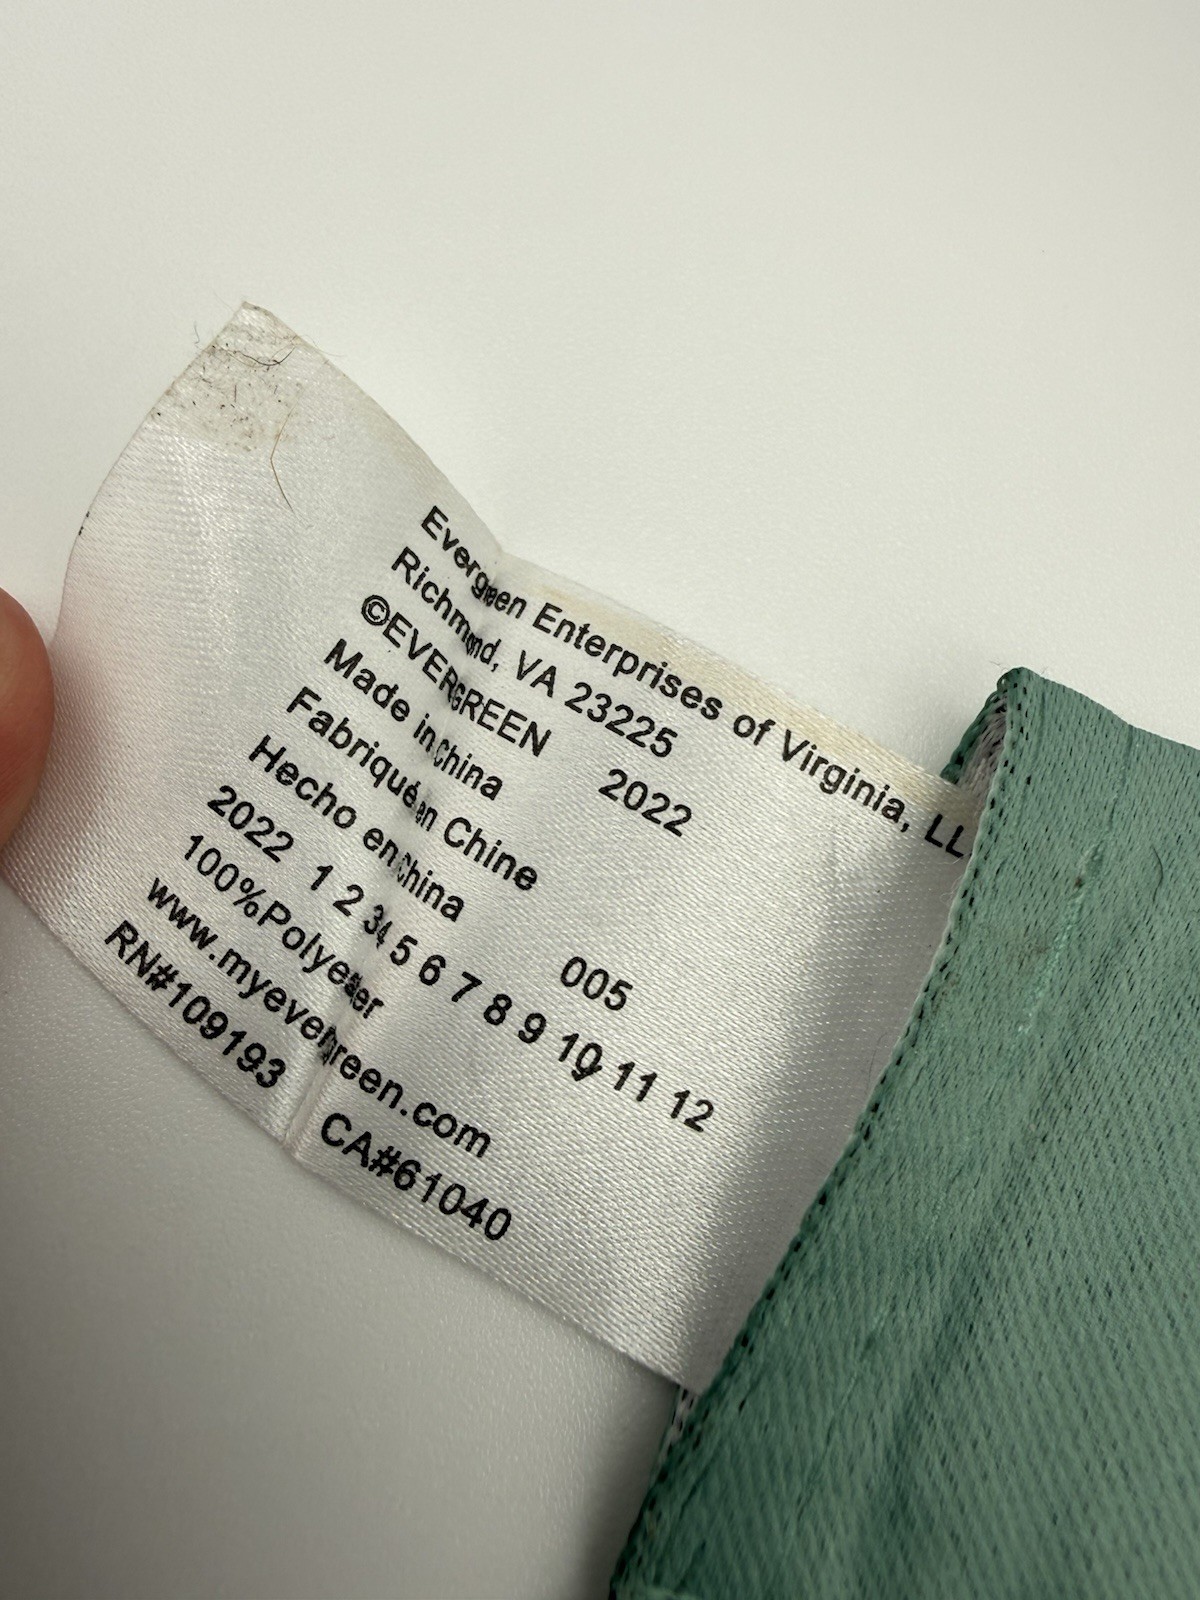 Evergreen Enterprises of Virginia, LL
Richmond, VA 23225
©EVERGREEN 2022
Made in China
Fabriqué en Chine
Hecho en China 005
2022 1 2 3 4 5 6 7 8 9 10 11 12
100%Polyester
www.myevergreen.com
RN#109193 CA#61040